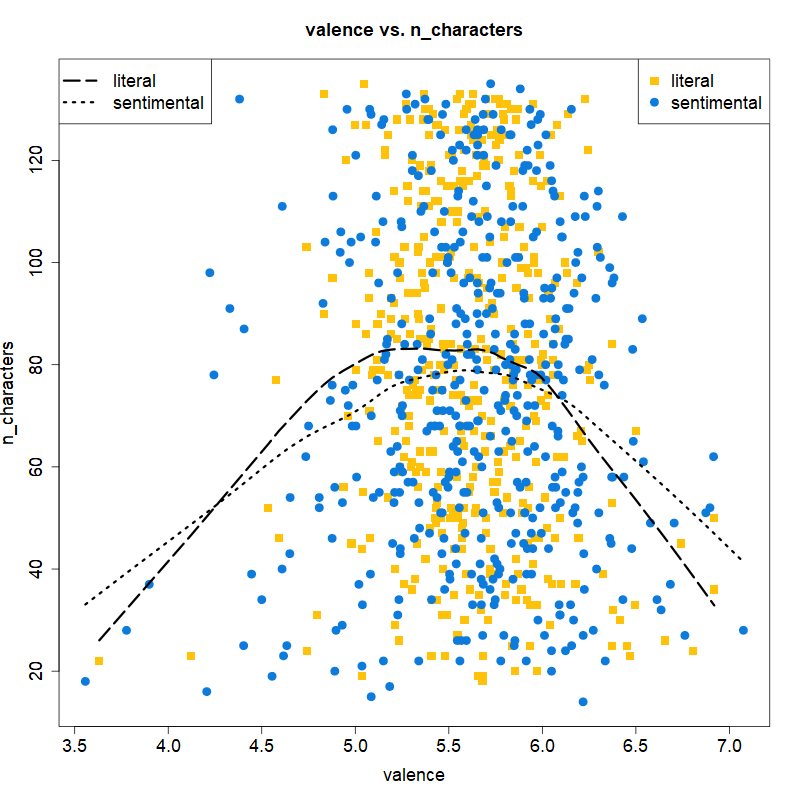 valence vs. n_characters
literal
sentimental
literal
sentimental
n_characters
120
100
80
60
40
20
3.5 4.0 4.5 5.0 5.5 6.0 6.5 7.0
valence